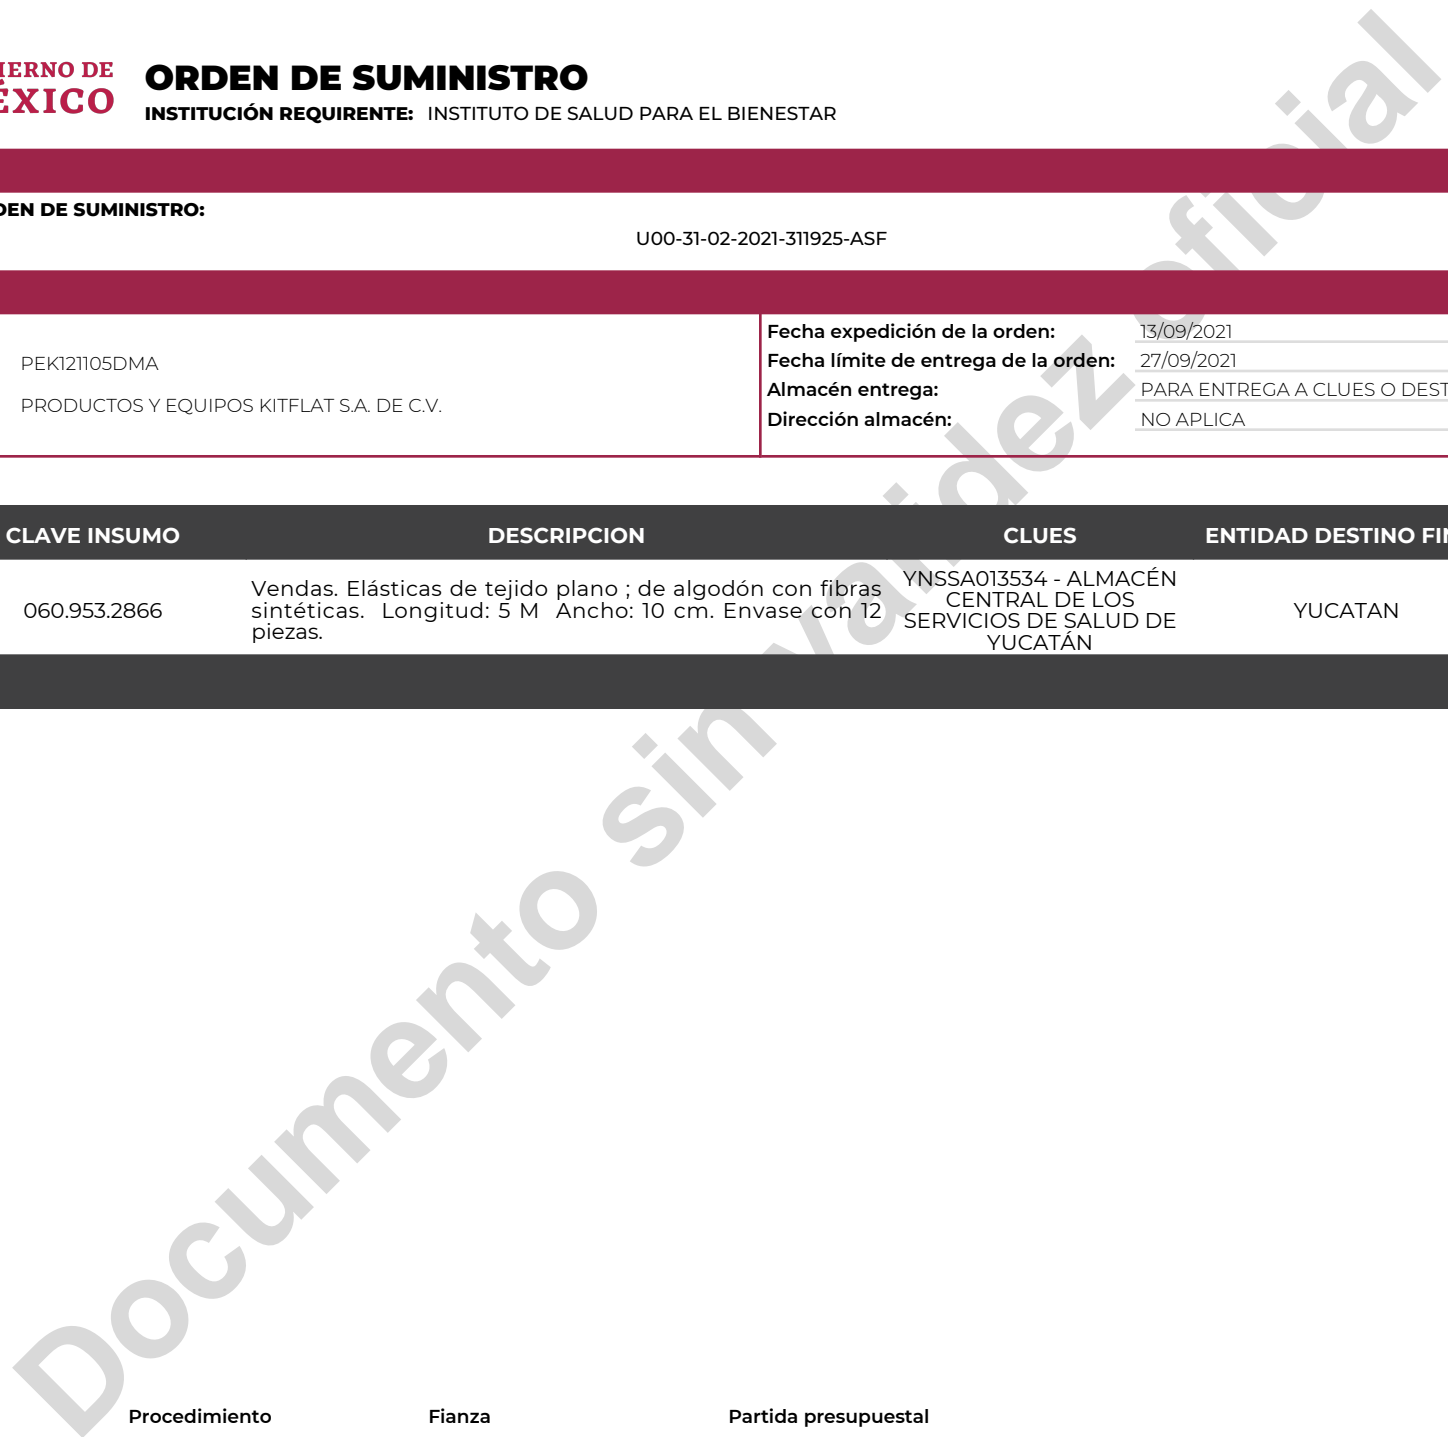 IERNO DE
ÉXICO
ORDEN DE SUMINISTRO
INSTITUCIÓN REQUIRENTE: INSTITUTO DE SALUD PARA EL BIENESTAR
DEN DE SUMINISTRO:
U00-31-02-2021-311925-ASF
PEK121105DMA
PRODUCTOS Y EQUIPOS KITFLAT S.A. DE C.V.
Fecha expedición de la orden: 13/09/2021
Fecha límite de entrega de la orden: 27/09/2021
Almacén entrega: PARA ENTREGA A CLUES O DEST
Dirección almacén: NO APLICA
CLAVE INSUMO DESCRIPCION CLUES ENTIDAD DESTINO FIN
060.953.2866
Vendas. Elásticas de tejido plano ; de algodón con fibras
sintéticas. Longitud: 5 M Ancho: 10 cm. Envase con 12
piezas.
YNSSA013534 - ALMACÉN
CENTRAL DE LOS
SERVICIOS DE SALUD DE
YUCATÁN
YUCATAN
Documento sin validez oficial
Procedimiento Fianza Partida presupuestal